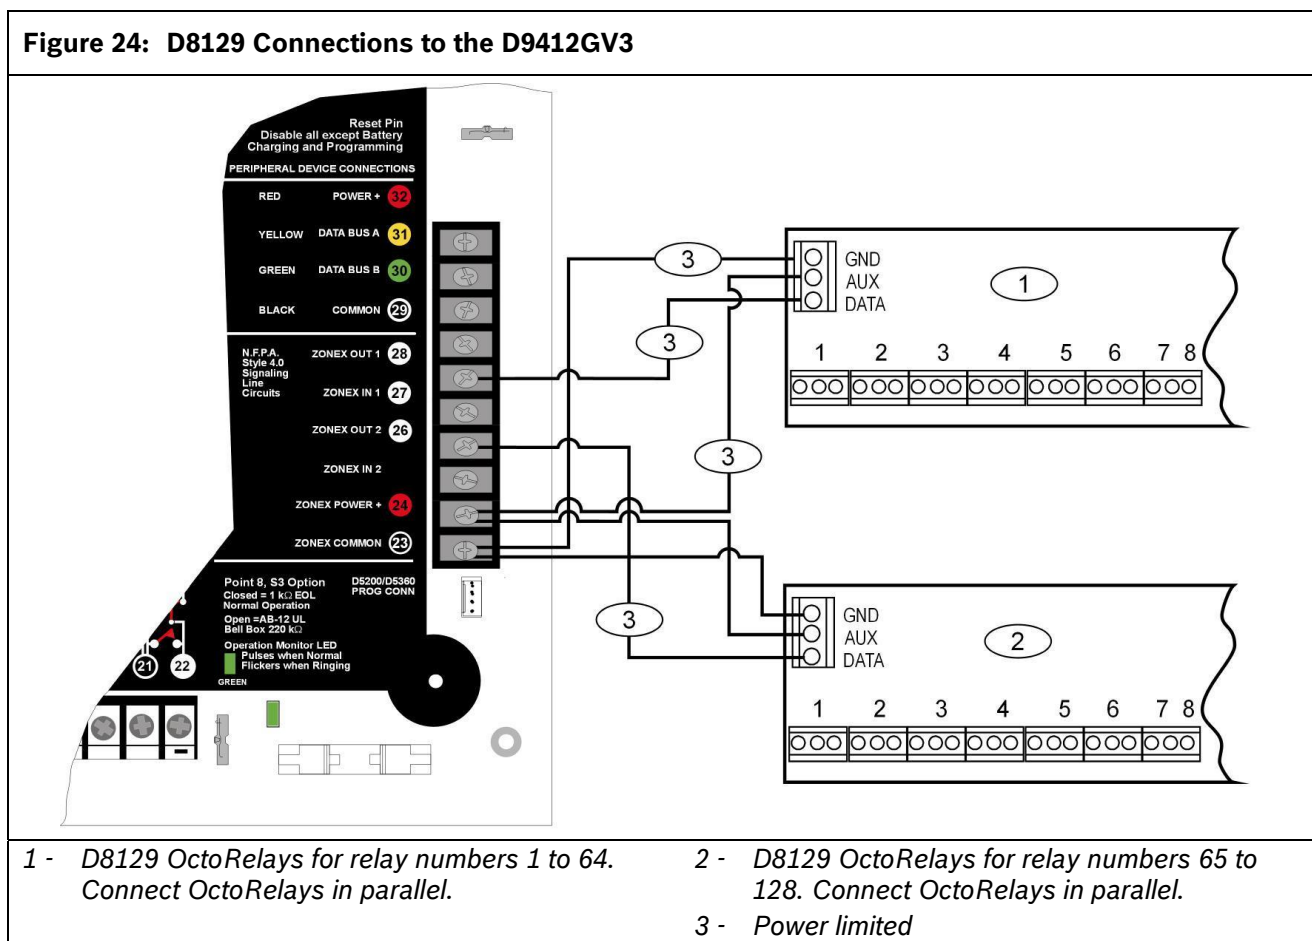 Figure 24: D8129 Connections to the D9412GV3
Reset Pin
Disable all except Battery
Charging and Programming
PERIPHERAL DEVICE CONNECTIONS
RED POWER + 32
YELLOW DATA BUS A 31
GREEN DATA BUS B 30
BLACK COMMON 29
N.F.P.A.
Style 4.0
Signaling
Line
Circuits
ZONEX OUT 1 28
ZONEX IN 1 27
ZONEX OUT 2 26
ZONEX IN 2
ZONEX POWER + 24
ZONEX COMMON 23
Point 8, S3 Option
Closed = 1 kΩ EOL
Normal Operation
Open =AB-12 UL
Bell Box 220 kΩ
Operation Monitor LED
Pulses when Normal
Flickers when Ringing
GREEN
D5200/D5360
PROG CONN
21 22
3
3
3
3
GND
AUX
DATA
1
1 2 3 4 5 6 7 8
GND
AUX
DATA
2
1 2 3 4 5 6 7 8
1 - D8129 OctoRelays for relay numbers 1 to 64.
Connect OctoRelays in parallel.
2 - D8129 OctoRelays for relay numbers 65 to
128. Connect OctoRelays in parallel.
3 - Power limited